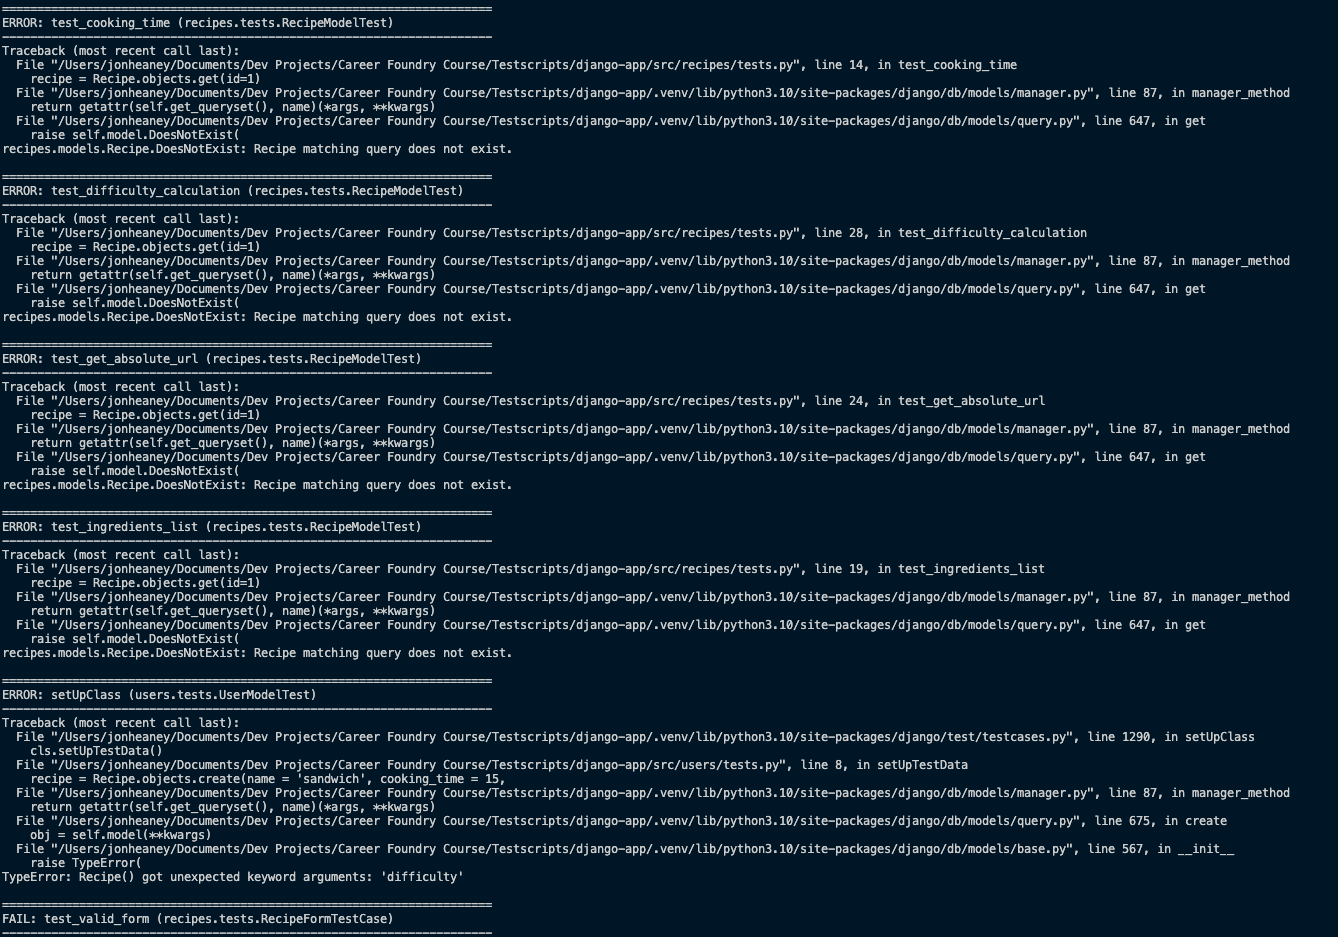 ======================================================================
ERROR: test_cooking_time (recipes.tests.RecipeModelTest)
----------------------------------------------------------------------
Traceback (most recent call last):
  File "/Users/jonheaney/Documents/Dev Projects/Career Foundry Course/Testscripts/django-app/src/recipes/tests.py", line 14, in test_cooking_time
    recipe = Recipe.objects.get(id=1)
  File "/Users/jonheaney/Documents/Dev Projects/Career Foundry Course/Testscripts/django-app/.venv/lib/python3.10/site-packages/django/db/models/manager.py", line 87, in manager_method
    return getattr(self.get_queryset(), name)(*args, **kwargs)
  File "/Users/jonheaney/Documents/Dev Projects/Career Foundry Course/Testscripts/django-app/.venv/lib/python3.10/site-packages/django/db/models/query.py", line 647, in get
    raise self.model.DoesNotExist(
recipes.models.Recipe.DoesNotExist: Recipe matching query does not exist.

======================================================================
ERROR: test_difficulty_calculation (recipes.tests.RecipeModelTest)
----------------------------------------------------------------------
Traceback (most recent call last):
  File "/Users/jonheaney/Documents/Dev Projects/Career Foundry Course/Testscripts/django-app/src/recipes/tests.py", line 28, in test_difficulty_calculation
    recipe = Recipe.objects.get(id=1)
  File "/Users/jonheaney/Documents/Dev Projects/Career Foundry Course/Testscripts/django-app/.venv/lib/python3.10/site-packages/django/db/models/manager.py", line 87, in manager_method
    return getattr(self.get_queryset(), name)(*args, **kwargs)
  File "/Users/jonheaney/Documents/Dev Projects/Career Foundry Course/Testscripts/django-app/.venv/lib/python3.10/site-packages/django/db/models/query.py", line 647, in get
    raise self.model.DoesNotExist(
recipes.models.Recipe.DoesNotExist: Recipe matching query does not exist.

======================================================================
ERROR: test_get_absolute_url (recipes.tests.RecipeModelTest)
----------------------------------------------------------------------
Traceback (most recent call last):
  File "/Users/jonheaney/Documents/Dev Projects/Career Foundry Course/Testscripts/django-app/src/recipes/tests.py", line 24, in test_get_absolute_url
    recipe = Recipe.objects.get(id=1)
  File "/Users/jonheaney/Documents/Dev Projects/Career Foundry Course/Testscripts/django-app/.venv/lib/python3.10/site-packages/django/db/models/manager.py", line 87, in manager_method
    return getattr(self.get_queryset(), name)(*args, **kwargs)
  File "/Users/jonheaney/Documents/Dev Projects/Career Foundry Course/Testscripts/django-app/.venv/lib/python3.10/site-packages/django/db/models/query.py", line 647, in get
    raise self.model.DoesNotExist(
recipes.models.Recipe.DoesNotExist: Recipe matching query does not exist.

======================================================================
ERROR: test_ingredients_list (recipes.tests.RecipeModelTest)
----------------------------------------------------------------------
Traceback (most recent call last):
  File "/Users/jonheaney/Documents/Dev Projects/Career Foundry Course/Testscripts/django-app/src/recipes/tests.py", line 19, in test_ingredients_list
    recipe = Recipe.objects.get(id=1)
  File "/Users/jonheaney/Documents/Dev Projects/Career Foundry Course/Testscripts/django-app/.venv/lib/python3.10/site-packages/django/db/models/manager.py", line 87, in manager_method
    return getattr(self.get_queryset(), name)(*args, **kwargs)
  File "/Users/jonheaney/Documents/Dev Projects/Career Foundry Course/Testscripts/django-app/.venv/lib/python3.10/site-packages/django/db/models/query.py", line 647, in get
    raise self.model.DoesNotExist(
recipes.models.Recipe.DoesNotExist: Recipe matching query does not exist.

======================================================================
ERROR: setUpClass (users.tests.UserModelTest)
----------------------------------------------------------------------
Traceback (most recent call last):
  File "/Users/jonheaney/Documents/Dev Projects/Career Foundry Course/Testscripts/django-app/.venv/lib/python3.10/site-packages/django/test/testcases.py", line 1290, in setUpClass
    cls.setUpTestData()
  File "/Users/jonheaney/Documents/Dev Projects/Career Foundry Course/Testscripts/django-app/src/users/tests.py", line 8, in setUpTestData
    recipe = Recipe.objects.create(name = 'sandwich', cooking_time = 15,
  File "/Users/jonheaney/Documents/Dev Projects/Career Foundry Course/Testscripts/django-app/.venv/lib/python3.10/site-packages/django/db/models/manager.py", line 87, in manager_method
    return getattr(self.get_queryset(), name)(*args, **kwargs)
  File "/Users/jonheaney/Documents/Dev Projects/Career Foundry Course/Testscripts/django-app/.venv/lib/python3.10/site-packages/django/db/models/query.py", line 675, in create
    obj = self.model(**kwargs)
  File "/Users/jonheaney/Documents/Dev Projects/Career Foundry Course/Testscripts/django-app/.venv/lib/python3.10/site-packages/django/db/models/base.py", line 567, in __init__
    raise TypeError(
TypeError: Recipe() got unexpected keyword arguments: 'difficulty'

======================================================================
FAIL: test_valid_form (recipes.tests.RecipeFormTestCase)
----------------------------------------------------------------------